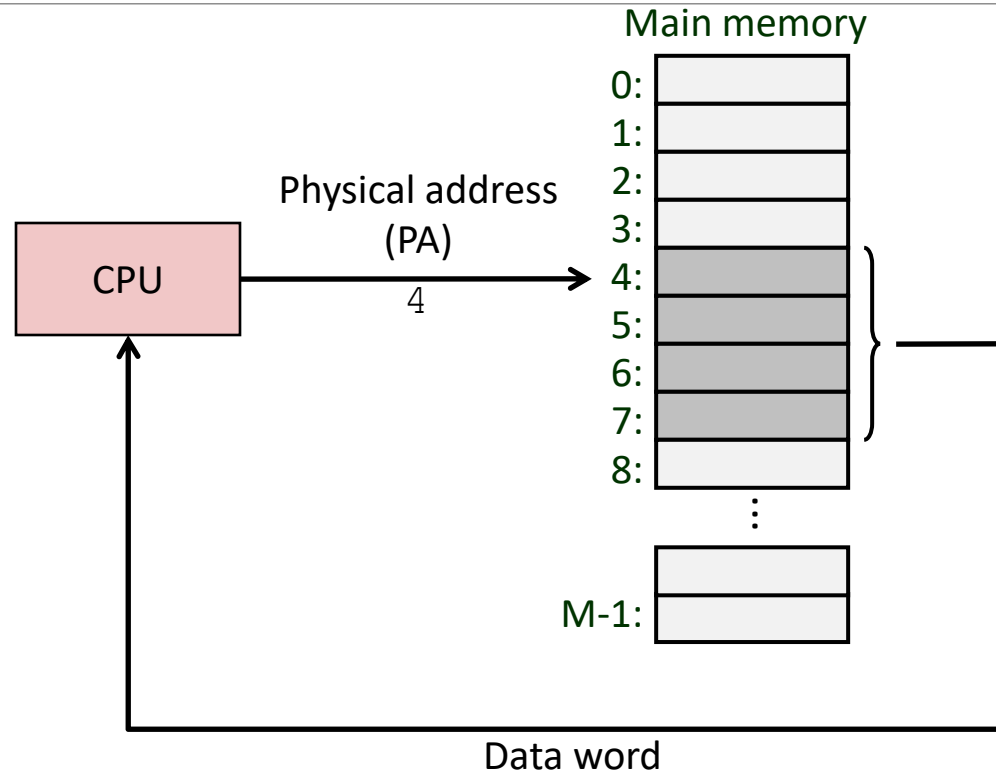 Main memory
0:
1:
2:
Physical address
(PA)
3:
CPU
4
4:
5:
6:
7:
8:
...
M-1:
Data word